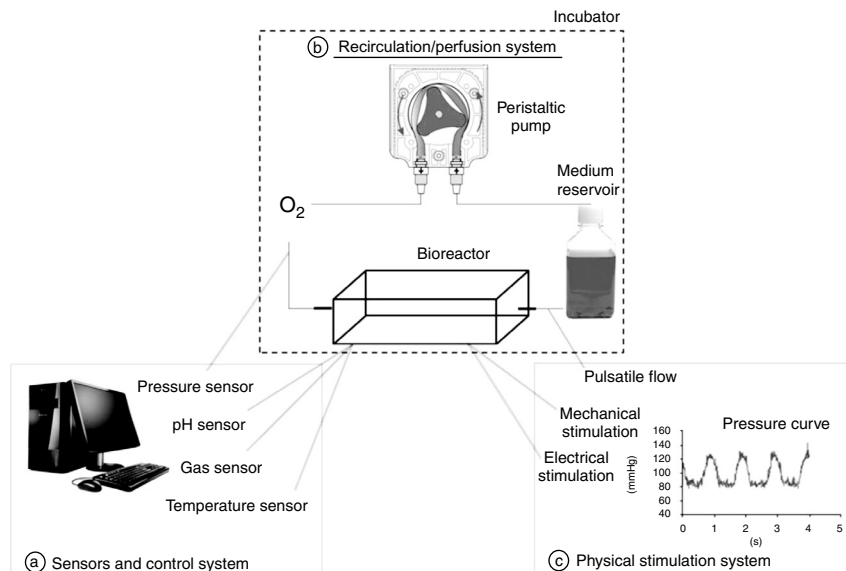 Incubator
b Recirculation/perfusion system
Peristaltic
pump
Medium
reservoir
O2
Bioreactor
Pressure sensor
pH sensor
Gas sensor
Temperature sensor
a Sensors and control system
Pulsatile flow
Mechanical
stimulation
Electrical
stimulation
Pressure curve
(mmHg)
160
140
120
100
80
60
40
0 1 2 3 4 5
(s)
c Physical stimulation system